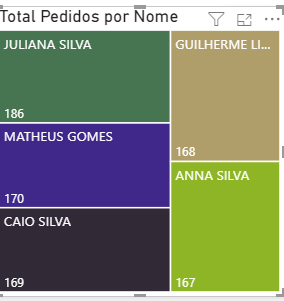 Total Pedidos por Nome
JULIANA SILVA
186
MATHEUS GOMES
170
CAIO SILVA
169
GUILHERME LI...
168
ANNA SILVA
167